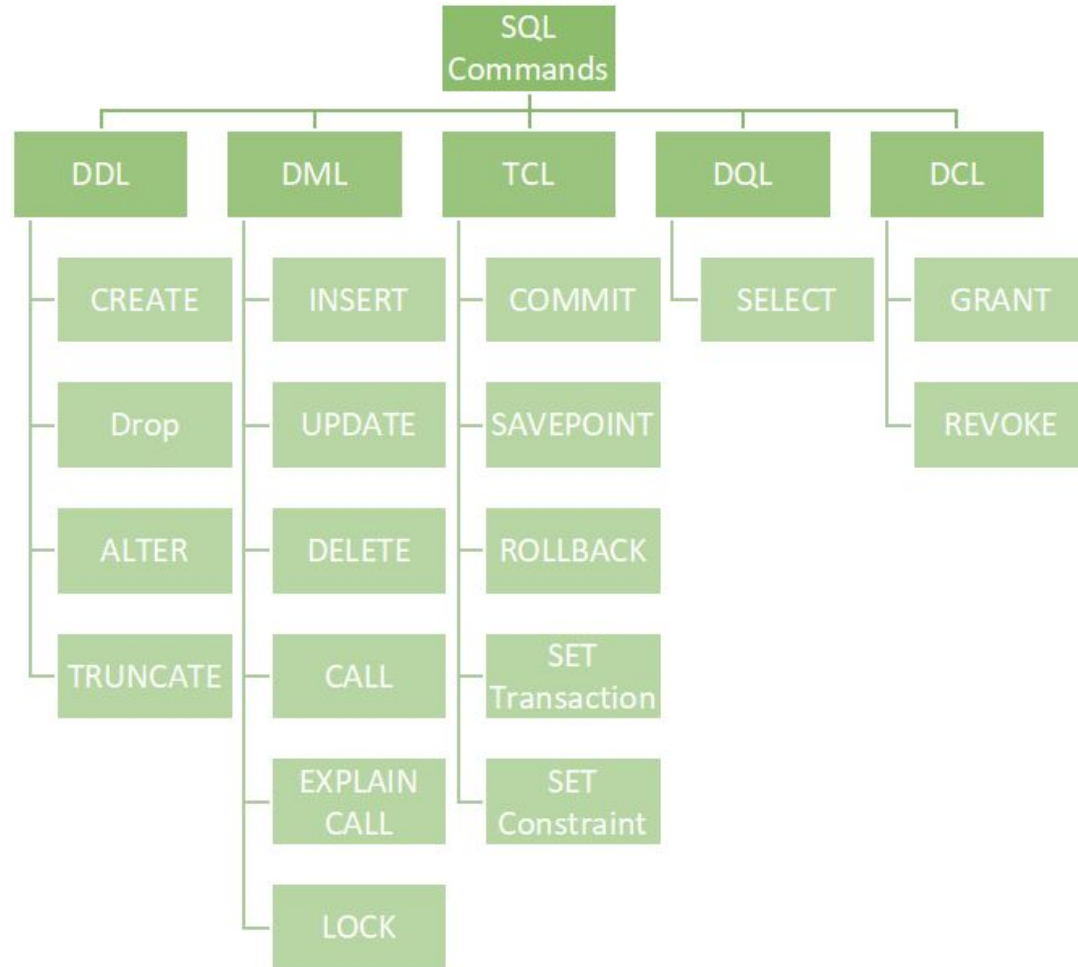 SQL
Commands
DDL
DML
TCL
DQL
DCL
CREATE
INSERT
COMMIT
SELECT
GRANT
Drop
UPDATE
SAVEPOINT
REVOKE
ALTER
DELETE
ROLLBACK
TRUNCATE
CALL
SET
Transaction
EXPLAIN
CALL
SET
Constraint
LOCK